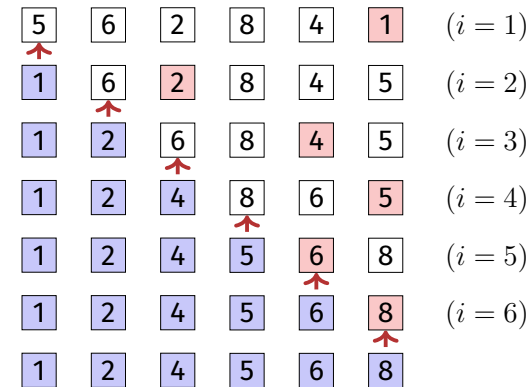 5 6 2 8 4 1 (i = 1)
1 6 2 8 4 5 (i = 2)
1 2 6 8 4 5 (i = 3)
1 2 4 8 6 5 (i = 4)
1 2 4 5 6 8 (i = 5)
1 2 4 5 6 8 (i = 6)
1 2 4 5 6 8